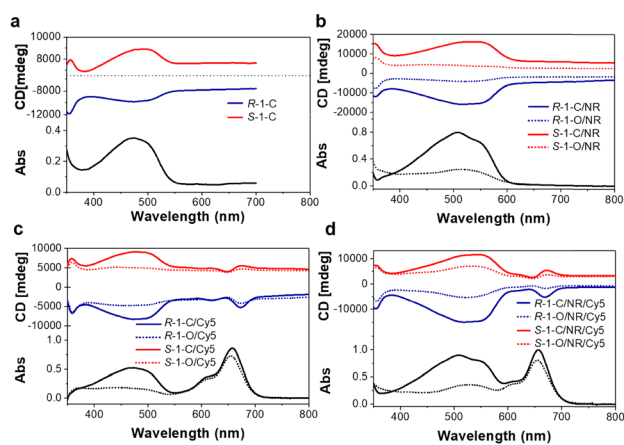 a
CD[mdeg]
10000
8000
-8000
-12000
R-1-C
S-1-C
Abs
0.4
0.2
0.0
400
500
600
700
800
Wavelength (nm)
b
CD [mdeg]
20000
10000
0
-10000
-20000
R-1-C/NR
R-1-O/NR
S-1-C/NR
S-1-O/NR
Abs
0.8
0.4
0.0
400
500
600
700
800
Wavelength (nm)
c
CD [mdeg]
10000
5000
0
-5000
-10000
R-1-C/Cy5
R-1-O/Cy5
S-1-C/Cy5
S-1-O/Cy5
Abs
1.0
0.5
0.0
400
500
600
700
800
Wavelength (nm)
d
CD [mdeg]
10000
0
-10000
R-1-C/NR/Cy5
R-1-O/NR/Cy5
S-1-C/NR/Cy5
S-1-O/NR/Cy5
Abs
1.0
0.5
0.0
400
500
600
700
800
Wavelength (nm)